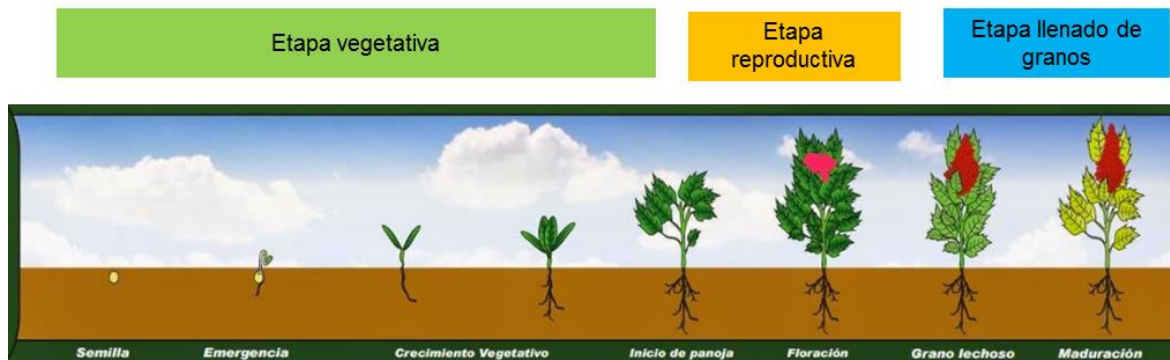 Etapa vegetativa
Etapa
reproductiva
Etapa llenado de
granos
Semilla
Emergencia
Crecimiento Vegetativo
Inicio de panoja
Floración
Grano lechoso
Maduración